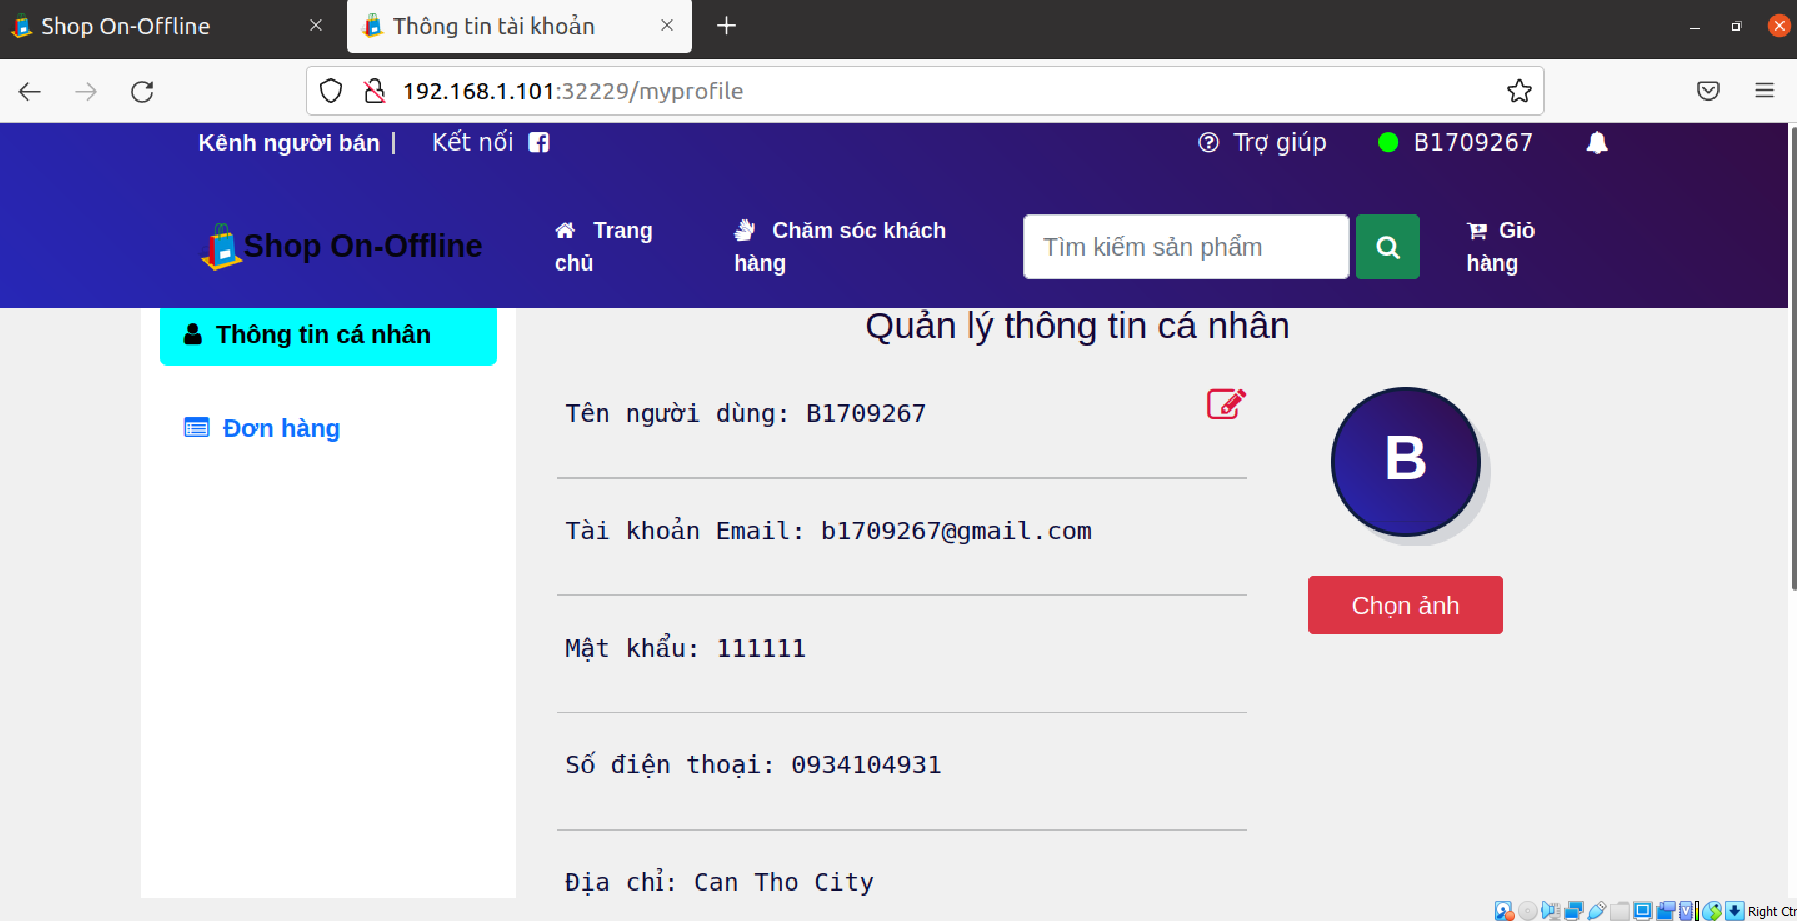 Shop On-Offline
Thông tin tài khoản
192.168.1.101:32229/myprofile
Kênh người bán |
Kết nối
Trợ giúp
B1709267
Shop On-Offline
Trang
chủ
Chăm sóc khách
hàng
Tìm kiếm sản phẩm
Giỏ
hàng
Thông tin cá nhân
Đơn hàng
Quản lý thông tin cá nhân
Tên người dùng: B1709267
Tài khoản Email: b1709267@gmail.com
Mật khẩu: 111111
Số điện thoại: 0934104931
Địa chỉ: Can Tho City
B
Chọn ảnh
Right Ctr